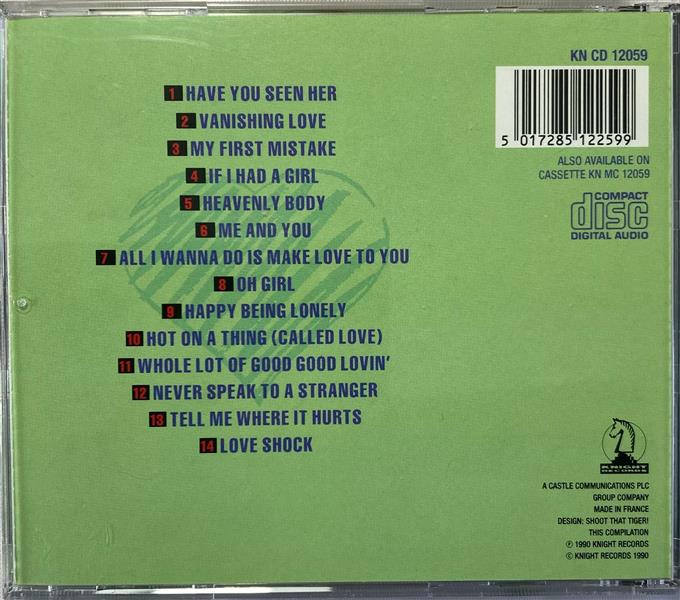 KN CD 12059
5 017285 122599
ALSO AVAILABLE ON
CASSETTE KN MC 12059
COMPACT
disc
DIGITAL AUDIO
1 HAVE YOU SEEN HER
2 VANISHING LOVE
3 MY FIRST MISTAKE
4 IF I HAD A GIRL
5 HEAVENLY BODY
6 ME AND YOU
7 ALL I WANNA DO IS MAKE LOVE TO YOU
8 OH GIRL
9 HAPPY BEING LONELY
10 HOT ON A THING (CALLED LOVE)
11 WHOLE LOT OF GOOD GOOD LOVIN'
12 NEVER SPEAK TO A STRANGER
13 TELL ME WHERE IT HURTS
14 LOVE SHOCK
KNIGHT
RECORDS
A CASTLE COMMUNICATIONS PLC
GROUP COMPANY
MADE IN FRANCE
DESIGN: SHOOT THAT TIGER!
THIS COMPILATION
℗ 1990 KNIGHT RECORDS
© KNIGHT RECORDS 1990